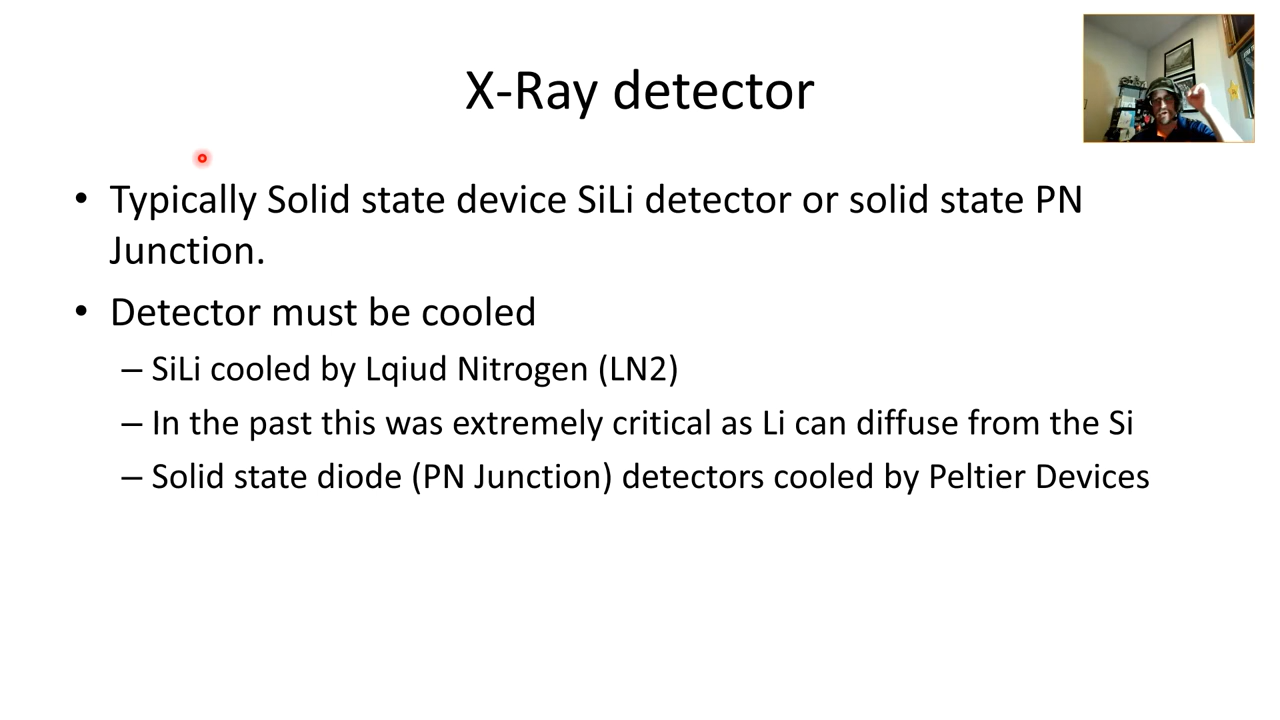 X-Ray detector
• Typically Solid state device SiLi detector or solid state PN
Junction.
• Detector must be cooled
– SiLi cooled by Lqiud Nitrogen (LN2)
– In the past this was extremely critical as Li can diffuse from the Si
– Solid state diode (PN Junction) detectors cooled by Peltier Devices